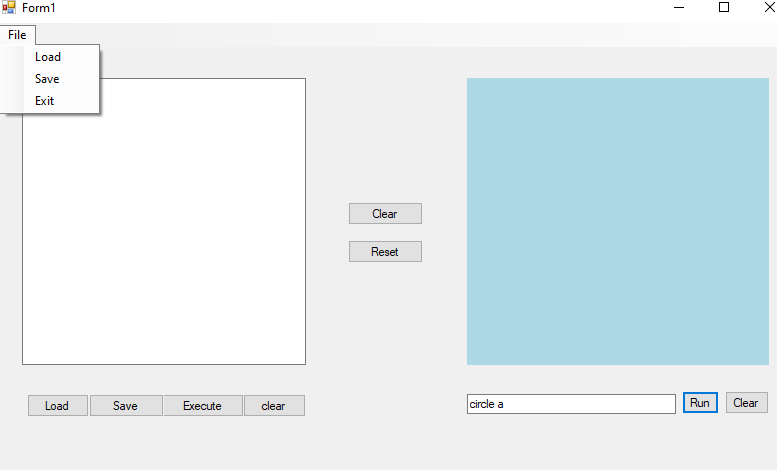 Form1
File
Load
Save
Exit
Clear
Reset
Load Save Execute clear
circle a Run Clear